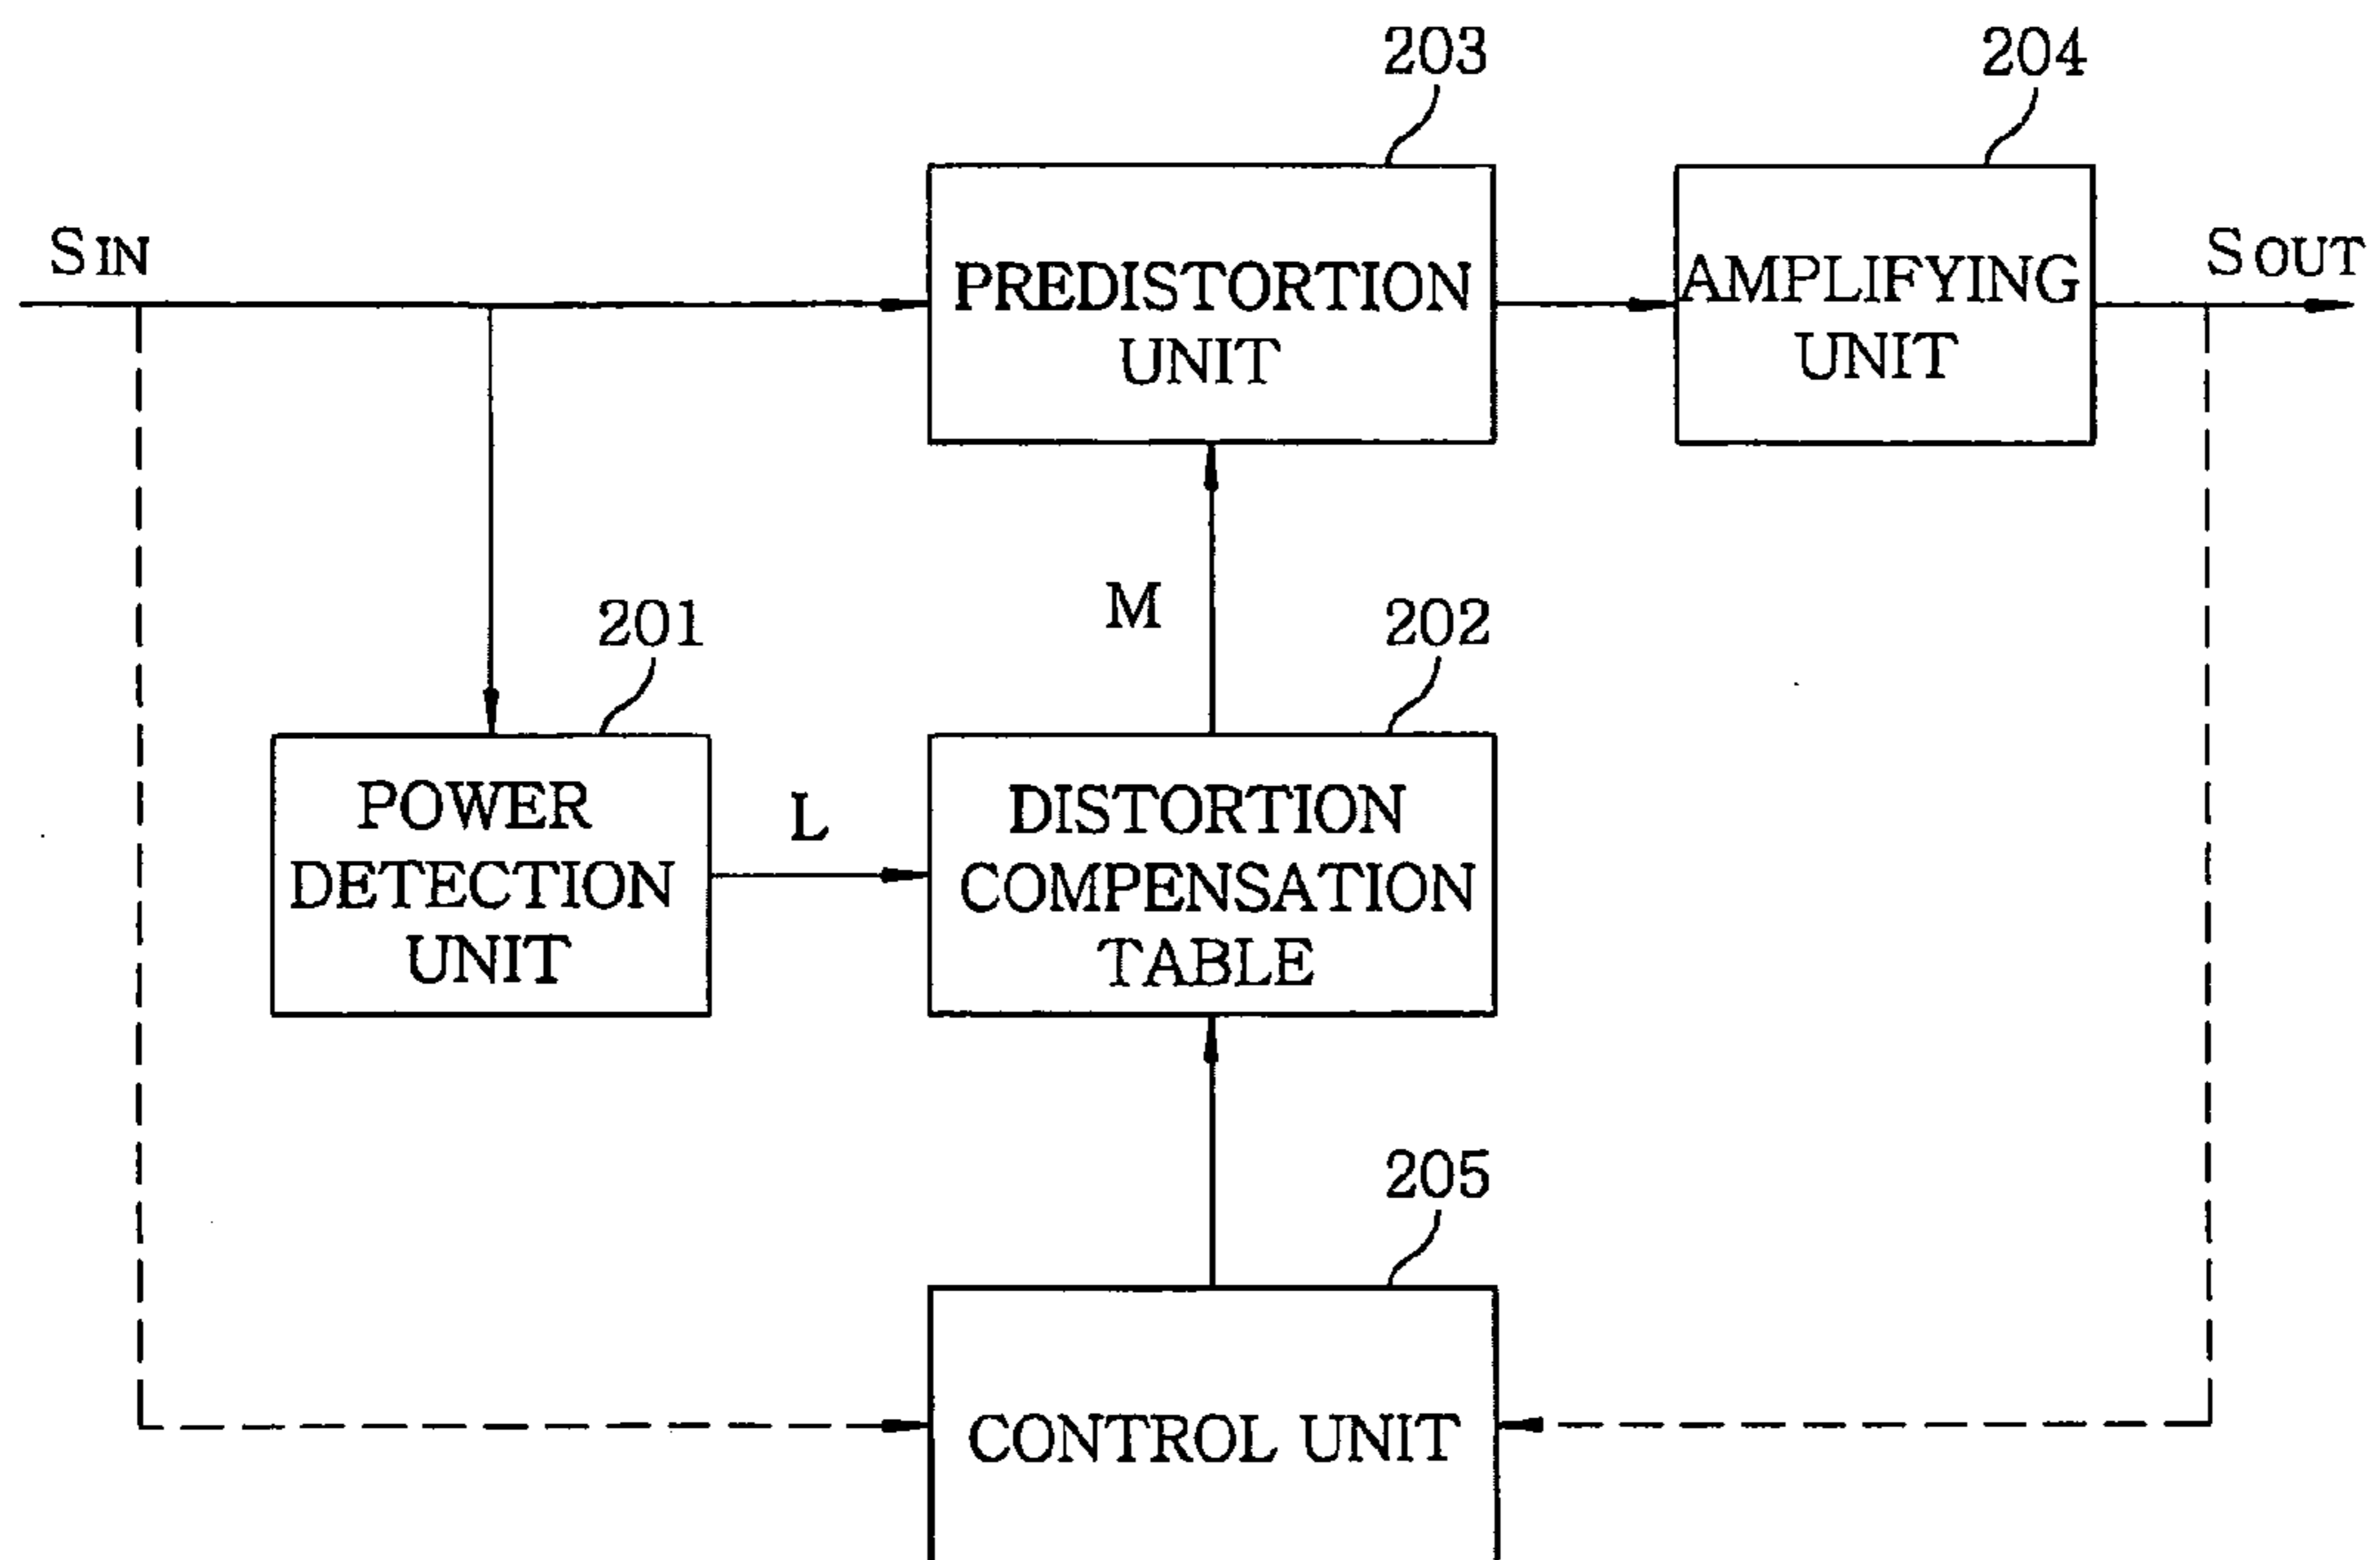 203
204
SIN
PREDISTORTION
UNIT
AMPLIFYING
UNIT
SOUT
M
201
202
POWER
DETECTION
UNIT
L
DISTORTION
COMPENSATION
TABLE
205
CONTROL UNIT